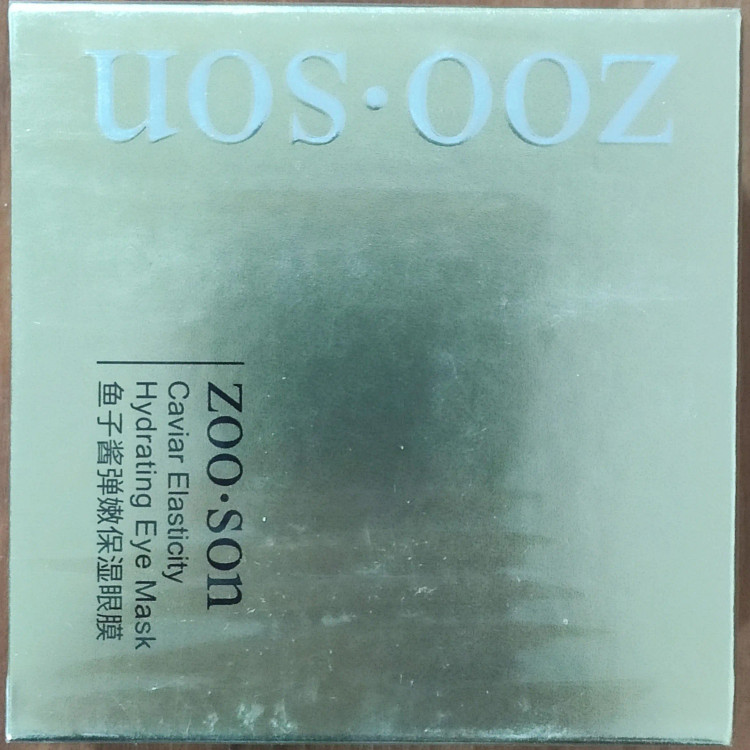 zoo·son
zoo·son
Caviar Elasticity
Hydrating Eye Mask
鱼子酱弹嫩保湿眼膜